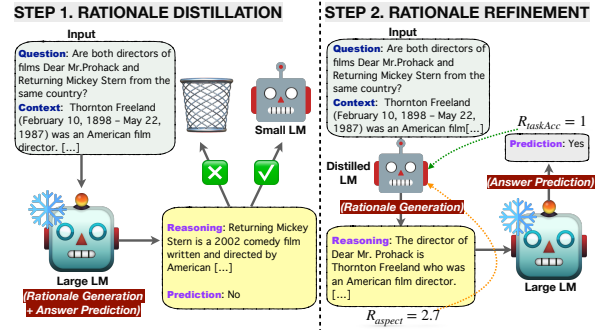 STEP 1. RATIONALE DISTILLATION
Input
Question: Are both directors of
films Dear Mr.Prohack and
Returning Mickey Stern from the
same country?
Context: Thornton Freeland
(February 10, 1898 – May 22,
1987) was an American film
director. [...]
Small LM
Large LM
(Rationale Generation
+ Answer Prediction)
Reasoning: Returning Mickey
Stern is a 2002 comedy film
written and directed by
American [...]
Prediction: No
STEP 2. RATIONALE REFINEMENT
Input
Question: Are both directors of
films Dear Mr.Prohack and
Returning Mickey Stern from the
same country?
Context: Thornton Freeland
(February 10, 1898 – May 22,
1987) was an American film[...]
R_taskAcc = 1
Prediction: Yes
Distilled
LM
(Rationale Generation)
(Answer Prediction)
Reasoning: The director of
Dear Mr. Prohack is
Thornton Freeland who was
an American film director.
[...]
Large LM
R_aspect = 2.7